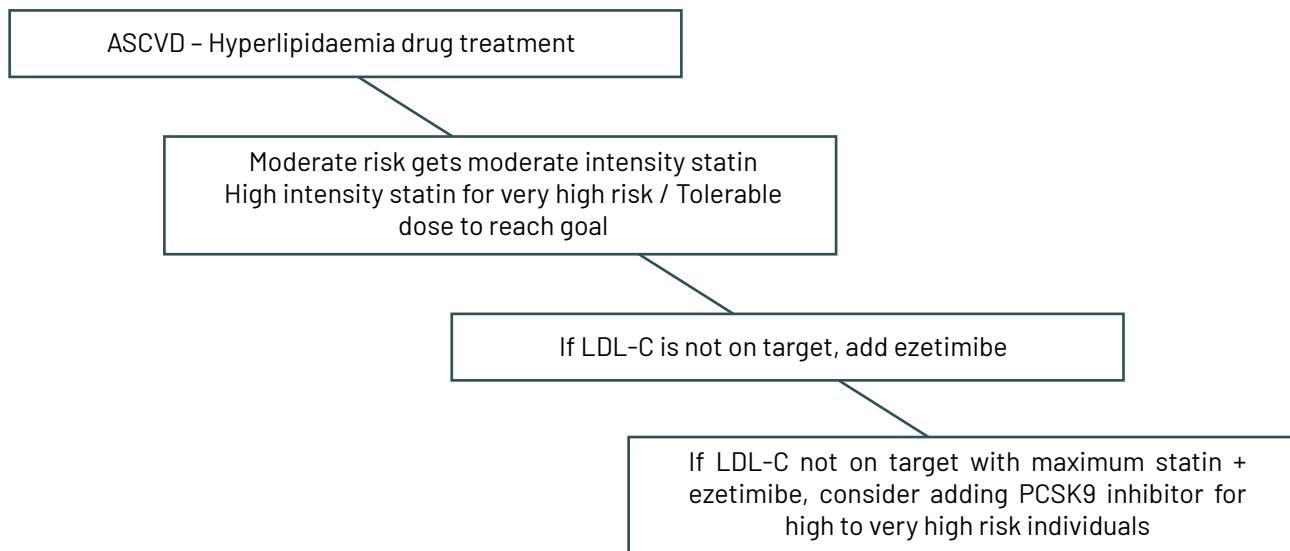 ASCVD – Hyperlipidaemia drug treatment
Moderate risk gets moderate intensity statin
High intensity statin for very high risk / Tolerable
dose to reach goal
If LDL-C is not on target, add ezetimibe
If LDL-C not on target with maximum statin +
ezetimibe, consider adding PCSK9 inhibitor for
high to very high risk individuals